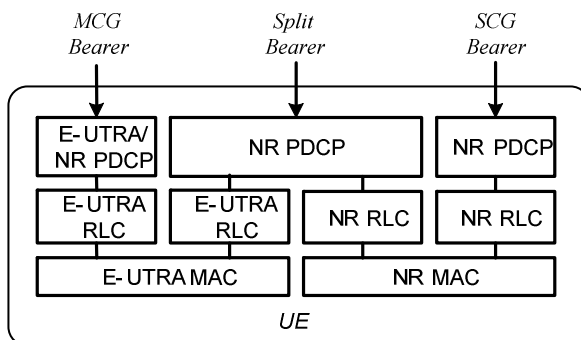 MCG
Bearer
Split
Bearer
SCG
Bearer
E-UTRA/
NR PDCP
NR PDCP
NR PDCP
E-UTRA
RLC
E-UTRA
RLC
NR RLC
NR RLC
E-UTRA MAC
NR MAC
UE